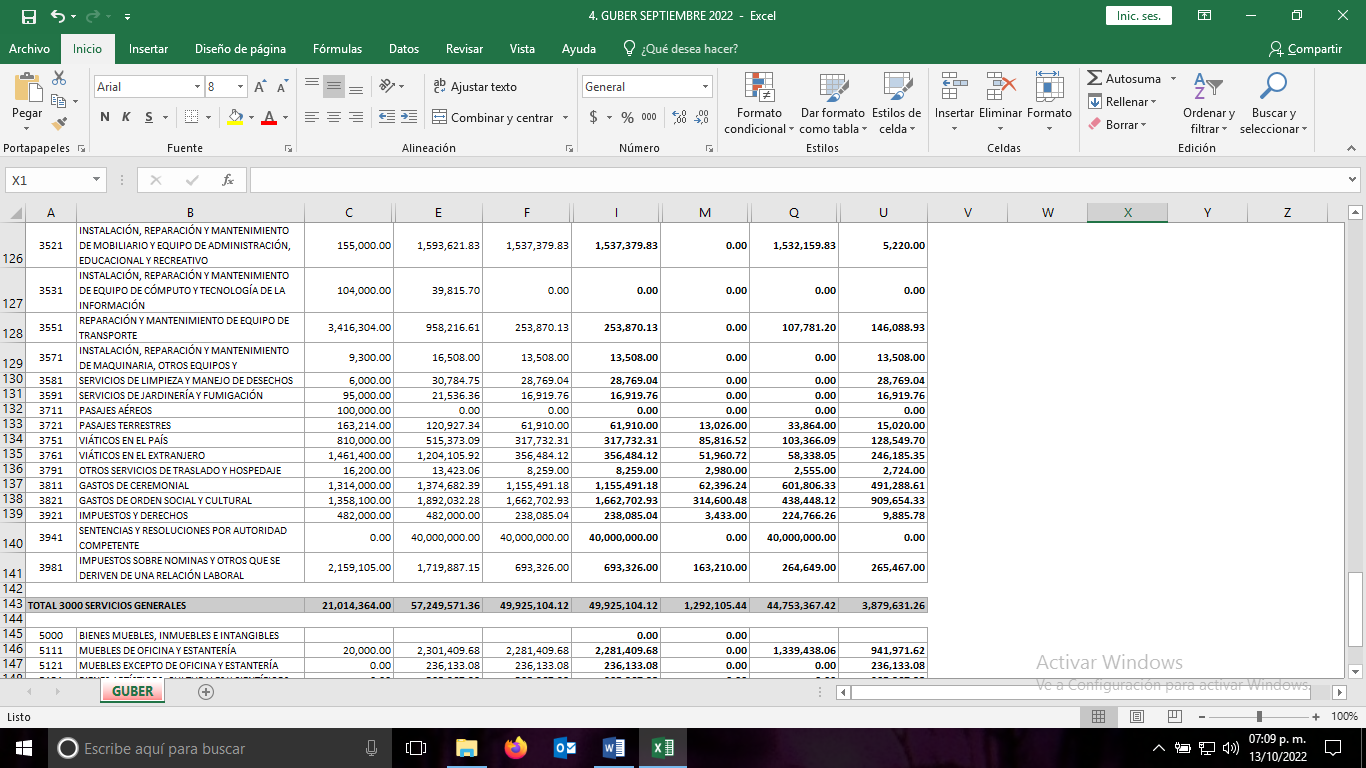 4. GUBER SEPTIEMBRE 2022 - Excel
Inic. ses.
Archivo Inicio Insertar Diseño de página Fórmulas Datos Revisar Vista Ayuda ¿Qué desea hacer? Compartir
Pegar
Portapapeles
Arial 8
N K S
Fuente
Ajustar texto
Combinar y centrar
Alineación
General
$ % 000
Número
Formato condicional
Dar formato como tabla
Estilos de celda
Estilos
Insertar Eliminar Formato
Celdas
Autosuma
Rellenar
Borrar
Ordenar y filtrar
Buscar y seleccionar
Edición
X1 fx
A B C E F I M Q U V W X Y Z
126 3521 INSTALACIÓN, REPARACIÓN Y MANTENIMIENTO DE MOBILIARIO Y EQUIPO DE ADMINISTRACIÓN, EDUCACIONAL Y RECREATIVO 155,000.00 1,593,621.83 1,537,379.83 1,537,379.83 0.00 1,532,159.83 5,220.00
127 3531 INSTALACIÓN, REPARACIÓN Y MANTENIMIENTO DE EQUIPO DE CÓMPUTO Y TECNOLOGÍA DE LA INFORMACIÓN 104,000.00 39,815.70 0.00 0.00 0.00 0.00 0.00
128 3551 REPARACIÓN Y MANTENIMIENTO DE EQUIPO DE TRANSPORTE 3,416,304.00 958,216.61 253,870.13 253,870.13 0.00 107,781.20 146,088.93
129 3571 INSTALACIÓN, REPARACIÓN Y MANTENIMIENTO DE MAQUINARIA, OTROS EQUIPOS Y 9,300.00 16,508.00 13,508.00 13,508.00 0.00 0.00 13,508.00
130 3581 SERVICIOS DE LIMPIEZA Y MANEJO DE DESECHOS 6,000.00 30,784.75 28,769.04 28,769.04 0.00 0.00 28,769.04
131 3591 SERVICIOS DE JARDINERÍA Y FUMIGACIÓN 95,000.00 21,536.36 16,919.76 16,919.76 0.00 0.00 16,919.76
132 3711 PASAJES AÉREOS 100,000.00 0.00 0.00 0.00 0.00 0.00 0.00
133 3721 PASAJES TERRESTRES 163,214.00 120,927.34 61,910.00 61,910.00 13,026.00 33,864.00 15,020.00
134 3751 VIÁTICOS EN EL PAÍS 810,000.00 515,373.09 317,732.31 317,732.31 85,816.52 103,366.09 128,549.70
135 3761 VIÁTICOS EN EL EXTRANJERO 1,461,400.00 1,204,105.92 356,484.12 356,484.12 51,960.72 58,338.05 246,185.35
136 3791 OTROS SERVICIOS DE TRASLADO Y HOSPEDAJE 16,200.00 13,423.06 8,259.00 8,259.00 2,980.00 2,555.00 2,724.00
137 3811 GASTOS DE CEREMONIAL 1,314,000.00 1,374,682.39 1,155,491.18 1,155,491.18 62,396.24 601,806.33 491,288.61
138 3821 GASTOS DE ORDEN SOCIAL Y CULTURAL 1,358,100.00 1,892,032.28 1,662,702.93 1,662,702.93 314,600.48 438,448.12 909,654.33
139 3921 IMPUESTOS Y DERECHOS 482,000.00 482,000.00 238,085.04 238,085.04 3,433.00 224,766.26 9,885.78
140 3941 SENTENCIAS Y RESOLUCIONES POR AUTORIDAD COMPETENTE 0.00 40,000,000.00 40,000,000.00 40,000,000.00 0.00 40,000,000.00 0.00
141 3981 IMPUESTOS SOBRE NOMINAS Y OTROS QUE SE DERIVEN DE UNA RELACIÓN LABORAL 2,159,105.00 1,719,887.15 693,326.00 693,326.00 163,210.00 264,649.00 265,467.00
142
143 TOTAL 3000 SERVICIOS GENERALES 21,014,364.00 57,249,571.36 49,925,104.12 49,925,104.12 1,292,105.44 44,753,367.42 3,879,631.26
144
145 5000 BIENES MUEBLES, INMUEBLES E INTANGIBLES 0.00 0.00
146 5111 MUEBLES DE OFICINA Y ESTANTERÍA 20,000.00 2,301,409.68 2,281,409.68 2,281,409.68 0.00 1,339,438.06 941,971.62
147 5121 MUEBLES EXCEPTO DE OFICINA Y ESTANTERÍA 0.00 236,133.08 236,133.08 236,133.08 0.00 0.00 236,133.08
Activar Windows
Ve a Configuración para activar Windows.
GUBER
Listo
100%
Escribe aquí para buscar
07:09 p. m.
13/10/2022